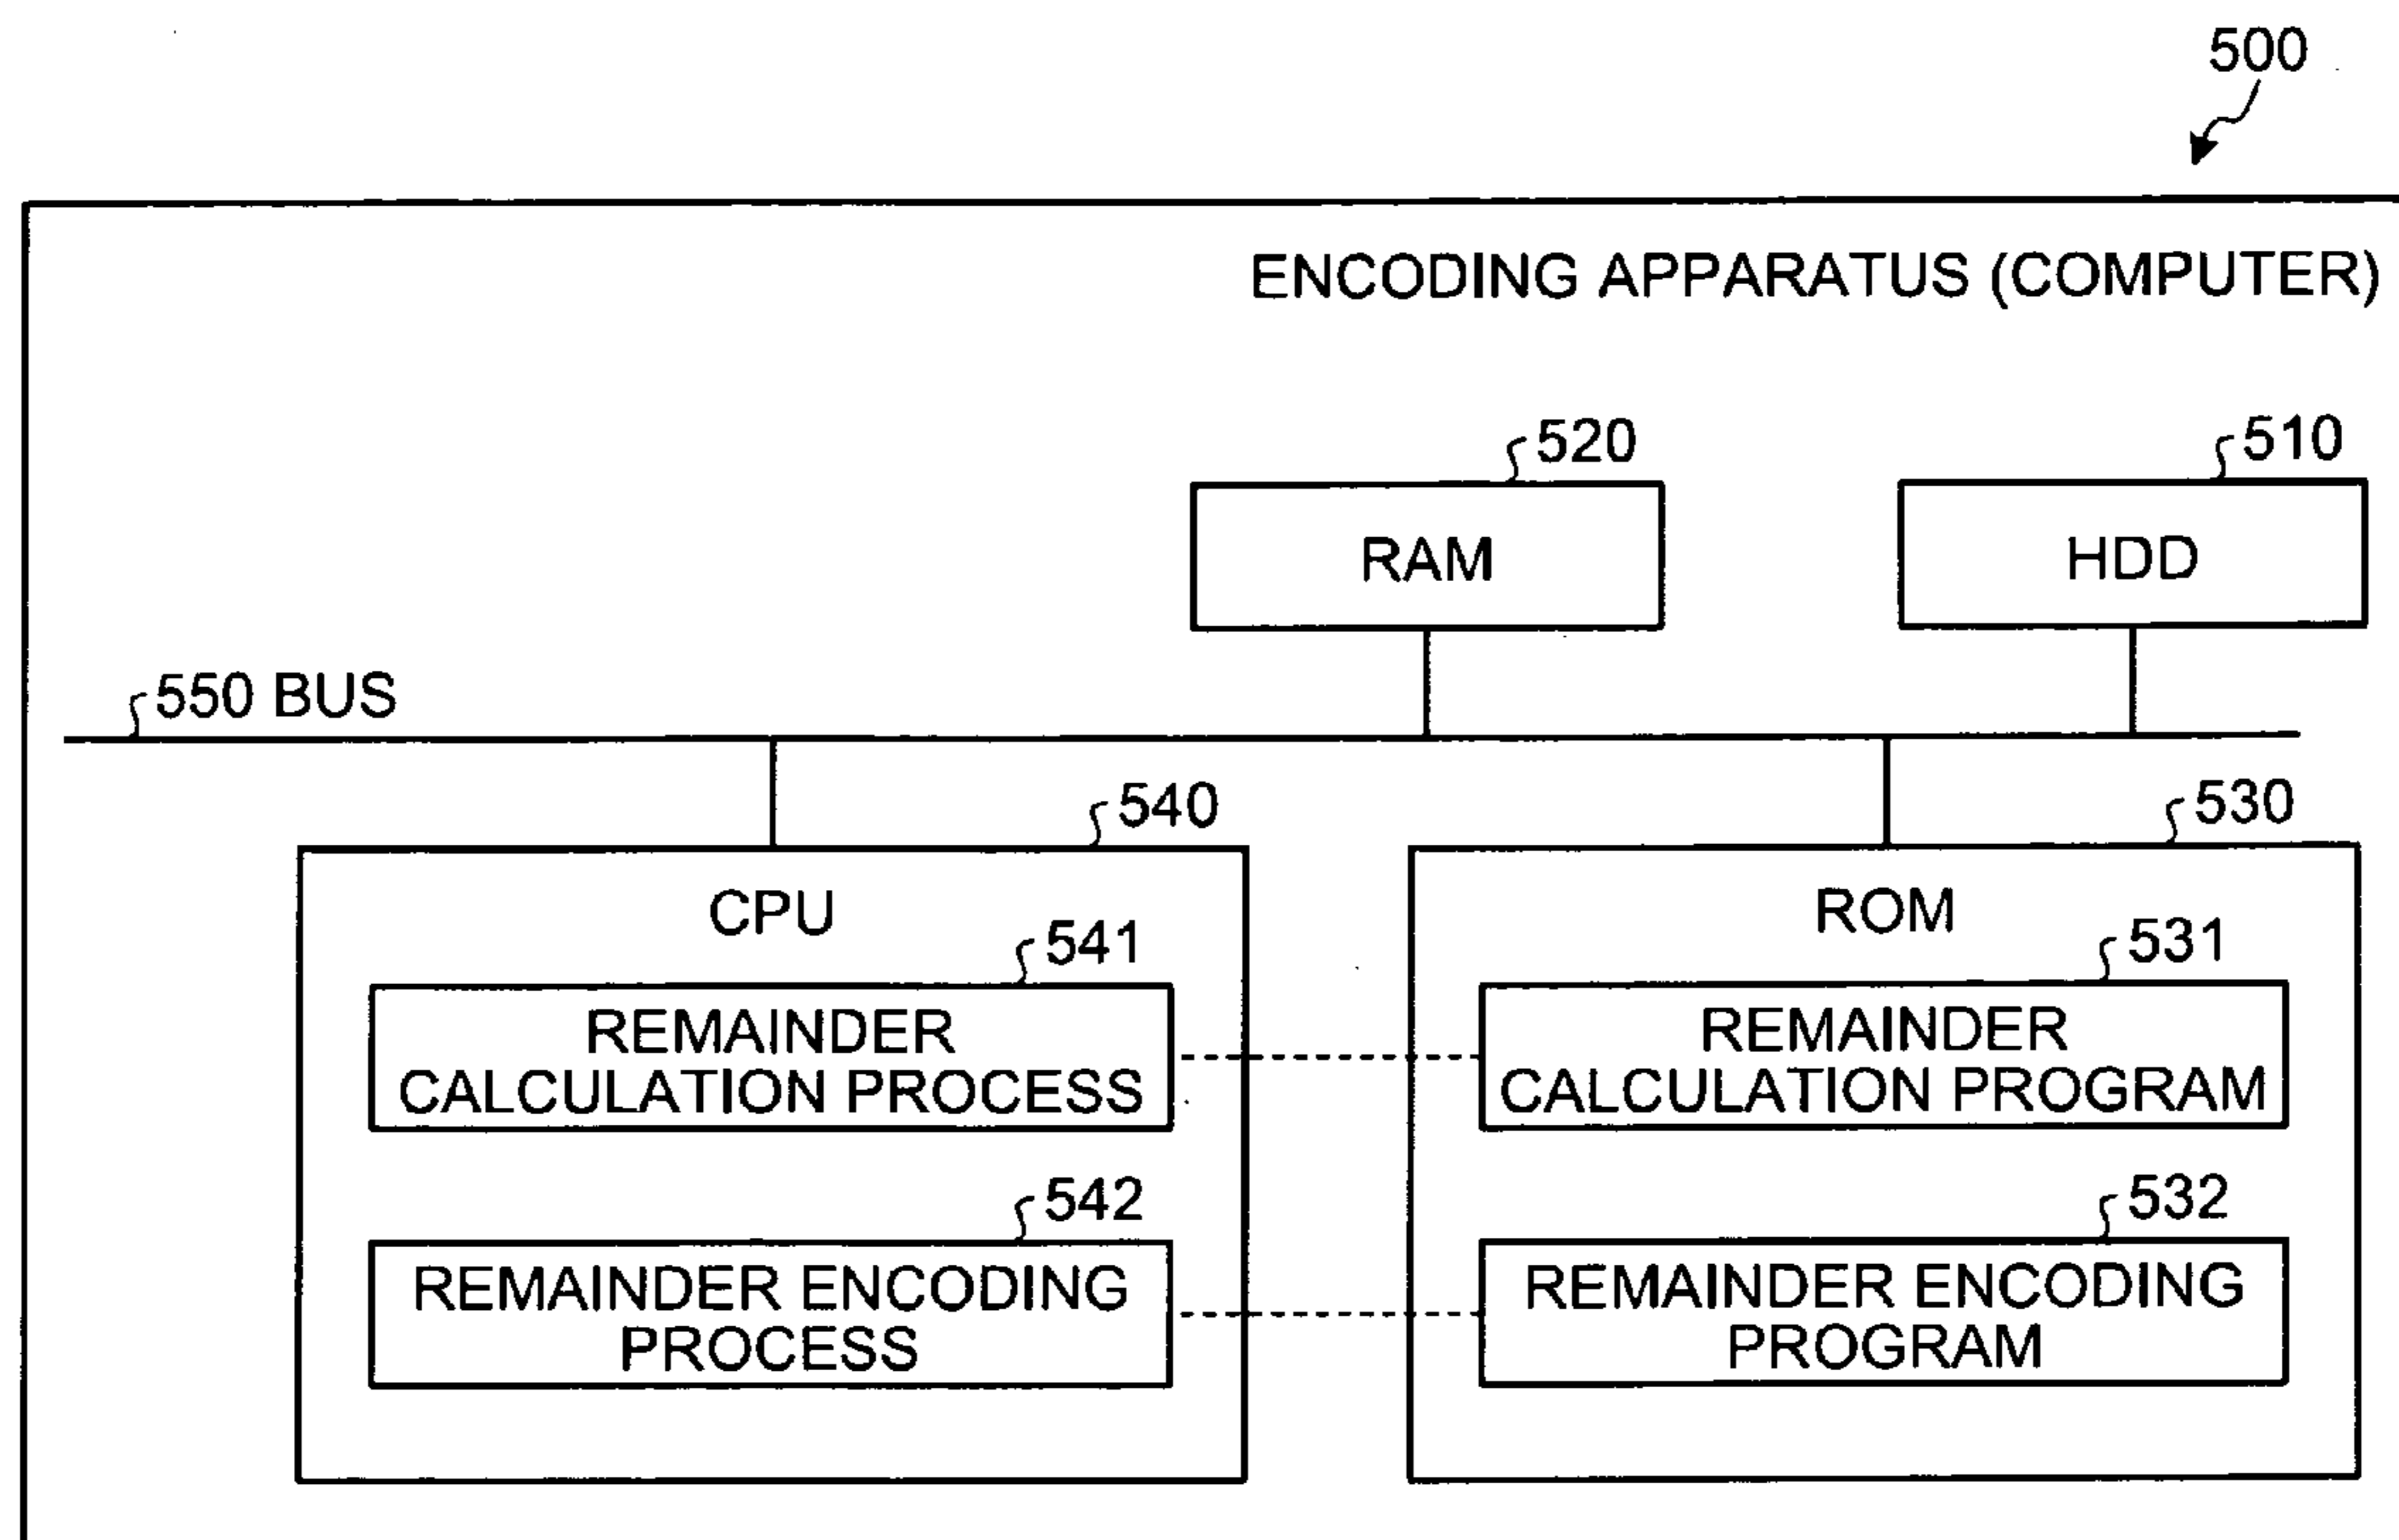 500
ENCODING APPARATUS (COMPUTER)
520
510
RAM
HDD
550 BUS
540
530
CPU
ROM
541
531
REMAINDER
CALCULATION PROCESS
REMAINDER
CALCULATION PROGRAM
542
532
REMAINDER ENCODING
PROCESS
REMAINDER ENCODING
PROGRAM